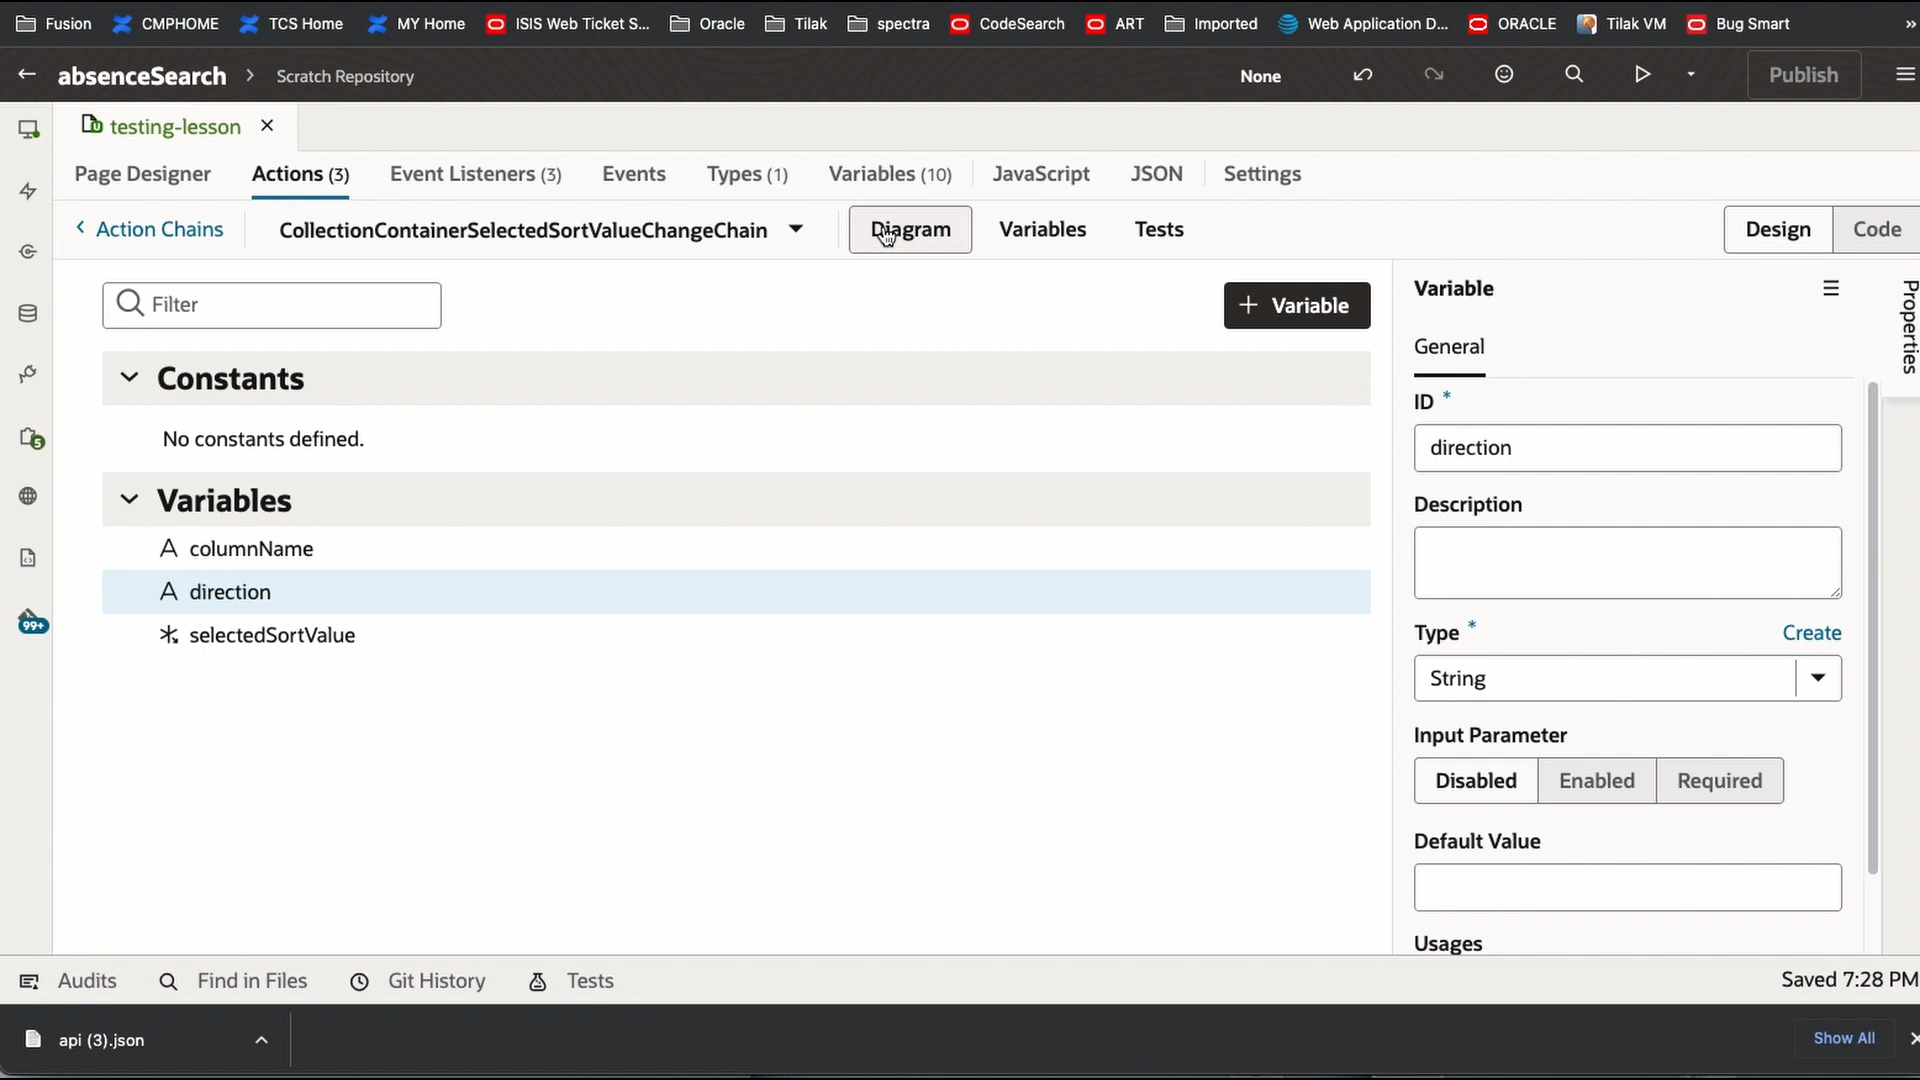 Fusion CMPHOME TCS Home MY Home ISIS Web Ticket S... Oracle Tilak spectra CodeSearch ART Imported Web Application D... ORACLE Tilak VM Bug Smart »
absenceSearch > Scratch Repository None Publish
testing-lesson
Page Designer Actions (3) Event Listeners (3) Events Types (1) Variables (10) JavaScript JSON Settings
Action Chains CollectionContainerSelectedSortValueChangeChain Diagram Variables Tests Design Code
Filter + Variable
Variable
Properties
General
Constants
ID *
No constants defined.
direction
Variables
Description
columnName
direction
selectedSortValue
Type * Create
String
Input Parameter
Disabled Enabled Required
Default Value
Usages
5
99+
Audits Find in Files Git History Tests Saved 7:28 PM
api (3).json Show All